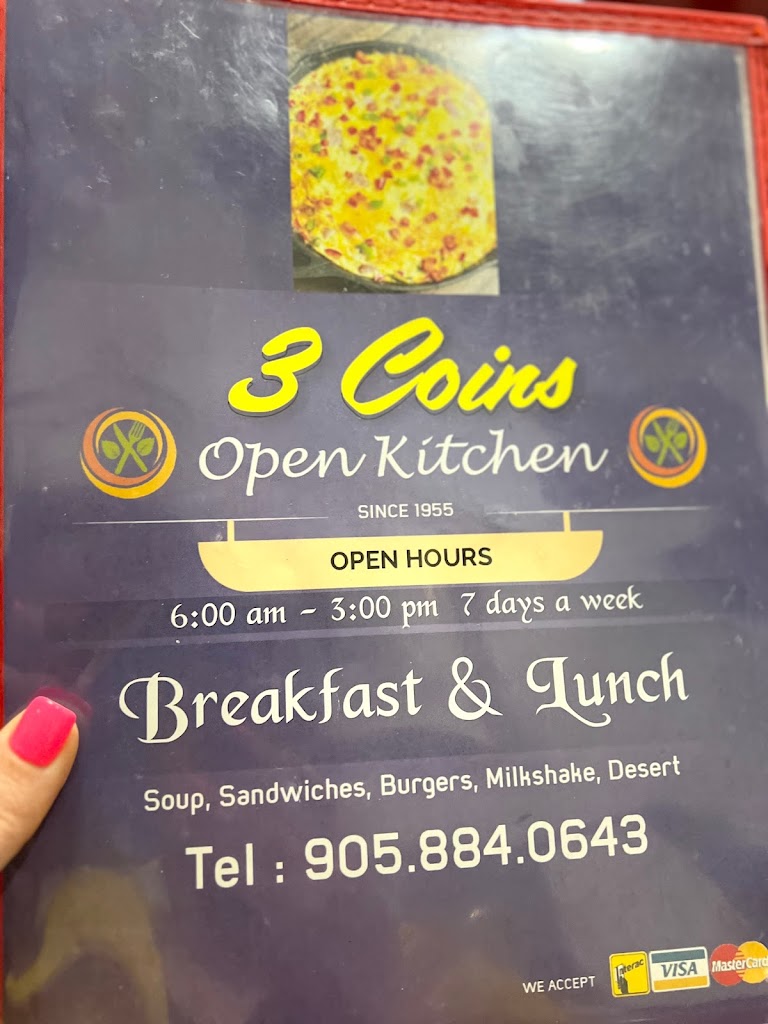 3 Coins
Open Kitchen
SINCE 1955
OPEN HOURS
6:00 am - 3:00 pm 7 days a week
Breakfast & Lunch
Soup, Sandwiches, Burgers, Milkshake, Desert
Tel : 905.884.0643
WE ACCEPT Interac VISA MasterCard